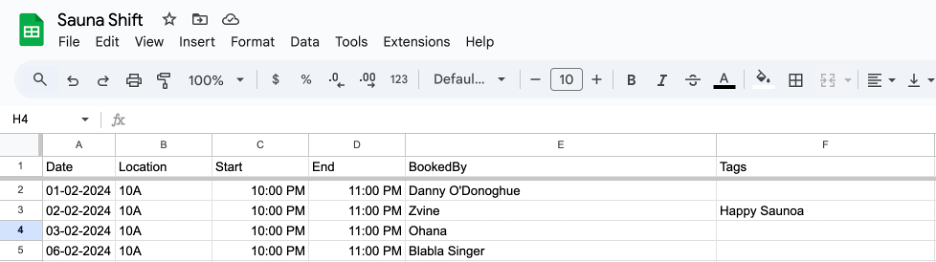 Sauna Shift
File Edit View Insert Format Data Tools Extensions Help
100% $ % .0 .00 123 Defaul... 10 B I S A
H4 fx
A B C D E F
1 Date Location Start End BookedBy Tags
2 01-02-2024 10A 10:00 PM 11:00 PM Danny O'Donoghue
3 02-02-2024 10A 10:00 PM 11:00 PM Zvine Happy Saunoa
4 03-02-2024 10A 10:00 PM 11:00 PM Ohana
5 06-02-2024 10A 10:00 PM 11:00 PM Blabla Singer